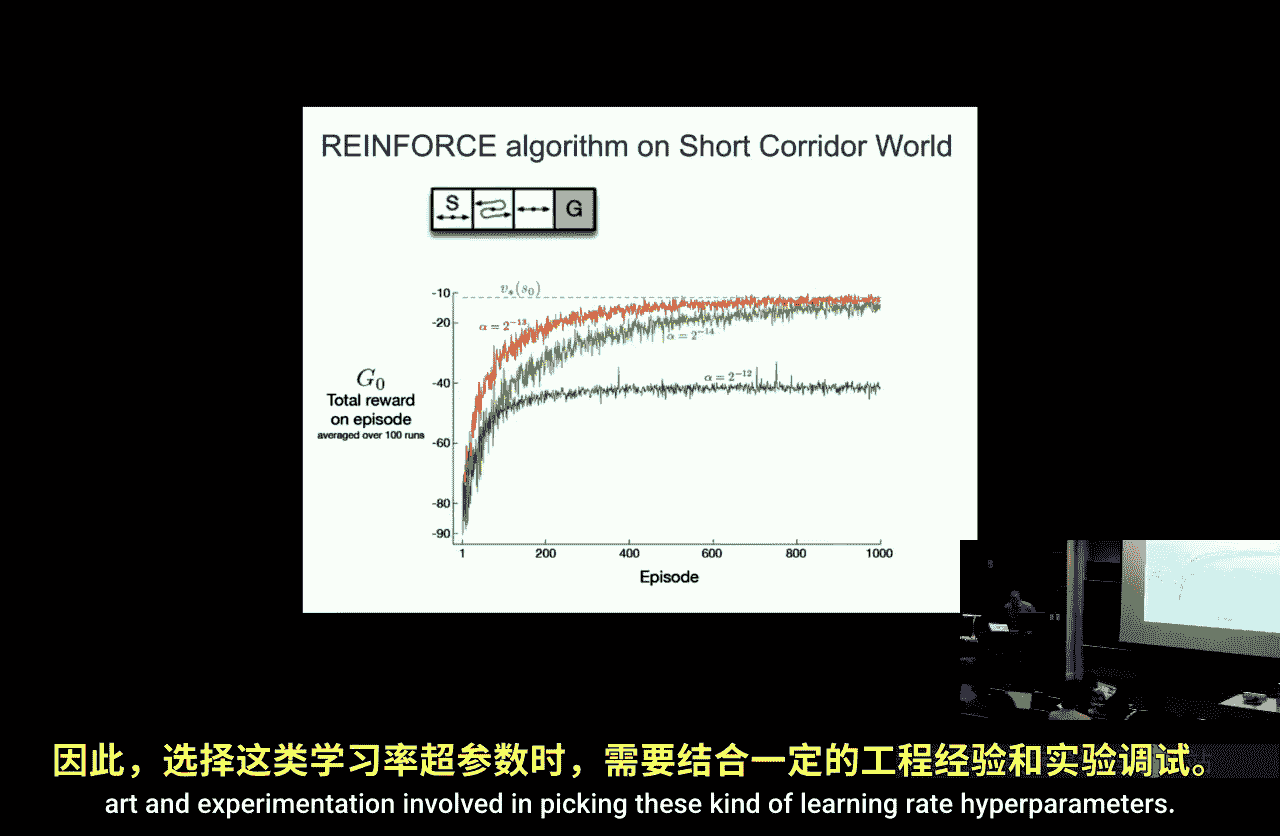 REINFORCE algorithm on Short Corridor World
S
G
v*(s0)
-10
-20
-40
-60
-80
-90
α = 2⁻¹³
α = 2⁻¹⁴
α = 2⁻¹²
G0
Total reward
on episode
averaged over 100 runs
1
200
400
600
800
1000
Episode
因此，选择这类学习率超参数时，需要结合一定的工程经验和实验调试。
art and experimentation involved in picking these kind of learning rate hyperparameters.